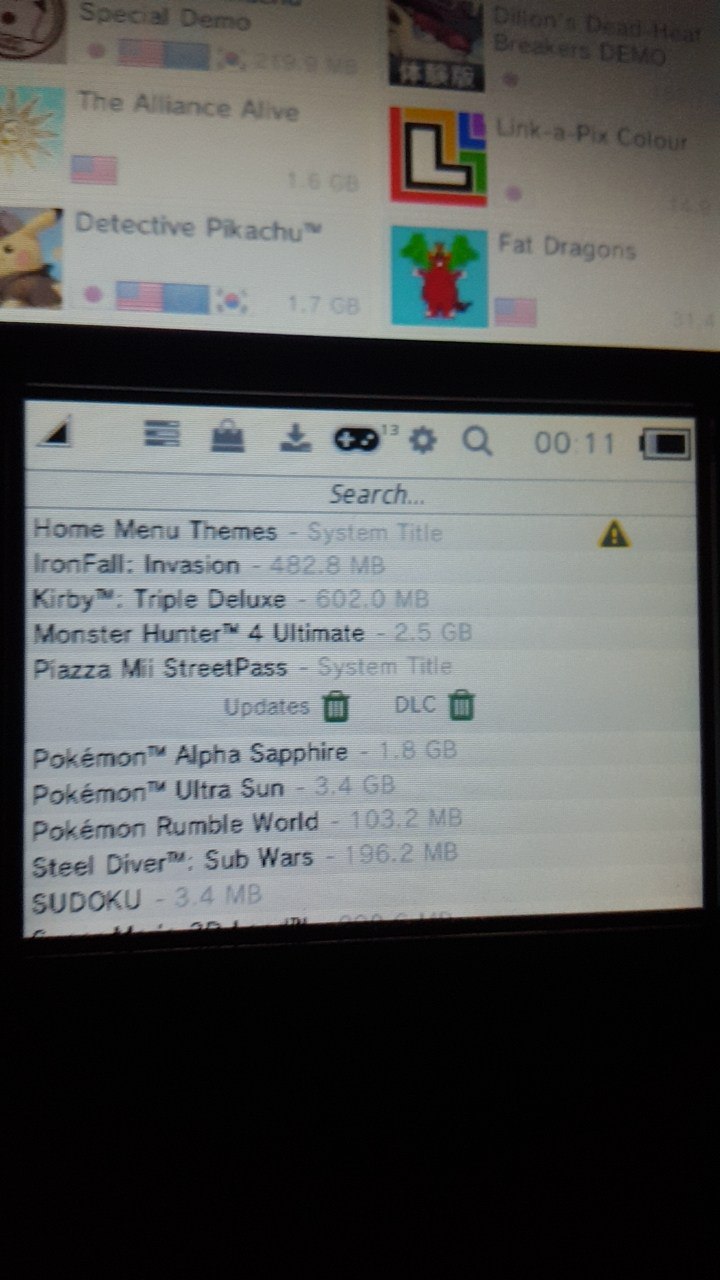 Special Demo
219.9 MB
Dillon's Dead-Heat
Breakers DEMO
体験版
The Alliance Alive
1.6 GB
Link-a-Pix Colour
Detective Pikachu™
1.7 GB
Fat Dragons
13
00:11
Search...
Home Menu Themes - System Title
IronFall: Invasion - 482.8 MB
Kirby™: Triple Deluxe - 602.0 MB
Monster Hunter™ 4 Ultimate - 2.5 GB
Piazza Mii StreetPass - System Title
Updates DLC
Pokémon™ Alpha Sapphire - 1.8 GB
Pokémon™ Ultra Sun - 3.4 GB
Pokémon Rumble World - 103.2 MB
Steel Diver™: Sub Wars - 196.2 MB
SUDOKU - 3.4 MB